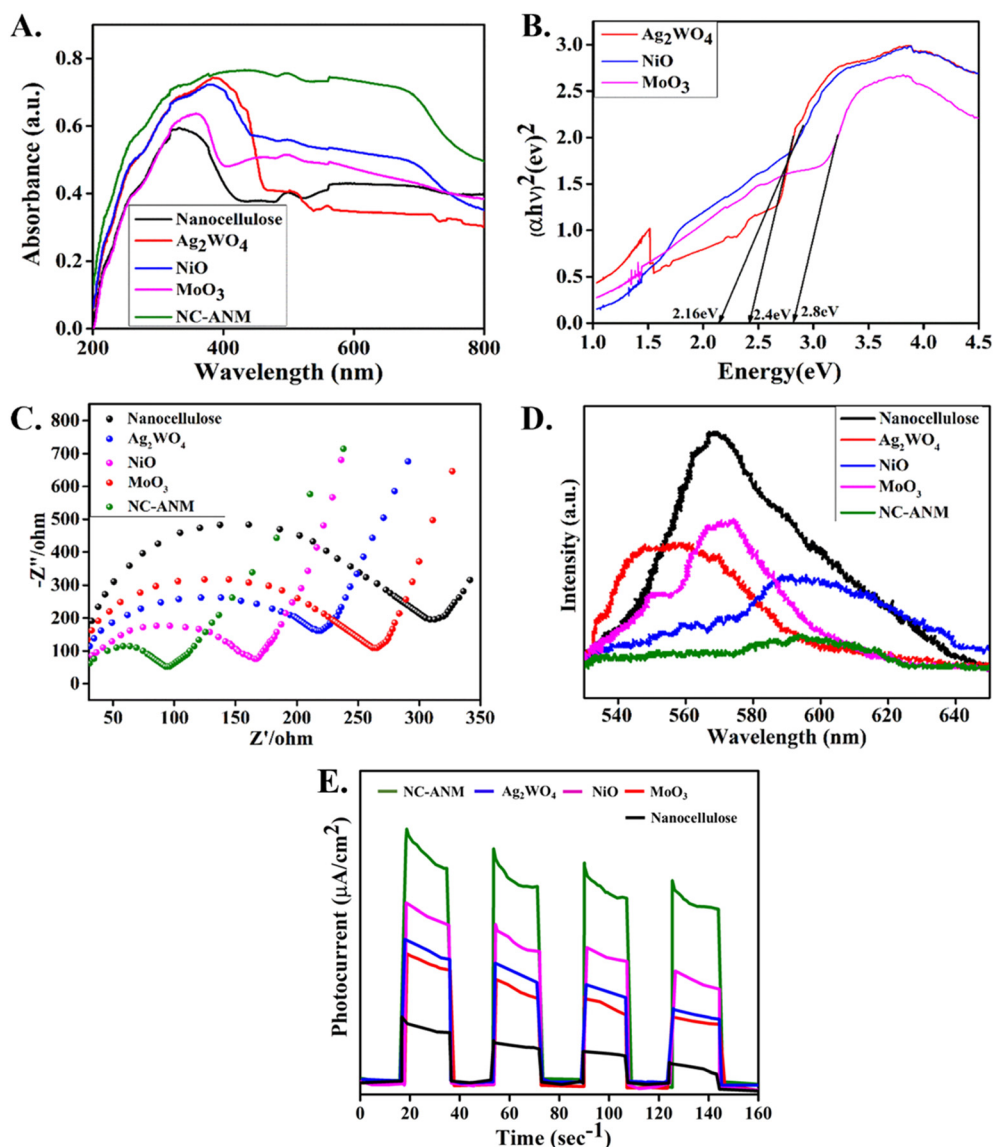 A.
Absorbance (a.u.)
0.8
0.6
0.4
0.2
0.0
Nanocellulose
Ag₂WO₄
NiO
MoO₃
NC-ANM
200 400 600 800
Wavelength (nm)
B.
(αhν)²(ev)²
3.0
2.5
2.0
1.5
1.0
0.5
0.0
Ag₂WO₄
NiO
MoO₃
2.16eV 2.4eV 2.8eV
1.0 1.5 2.0 2.5 3.0 3.5 4.0 4.5
Energy(eV)
C.
-Z"/ohm
800
700
600
500
400
300
200
100
0
Nanocellulose
Ag₂WO₄
NiO
MoO₃
NC-ANM
50 100 150 200 250 300 350
Z'/ohm
D.
Intensity (a.u.)
Nanocellulose
Ag₂WO₄
NiO
MoO₃
NC-ANM
540 560 580 600 620 640
Wavelength (nm)
E.
Photocurrent (μA/cm²)
NC-ANM Ag₂WO₄ NiO MoO₃
Nanocellulose
0 20 40 60 80 100 120 140 160
Time (sec⁻¹)